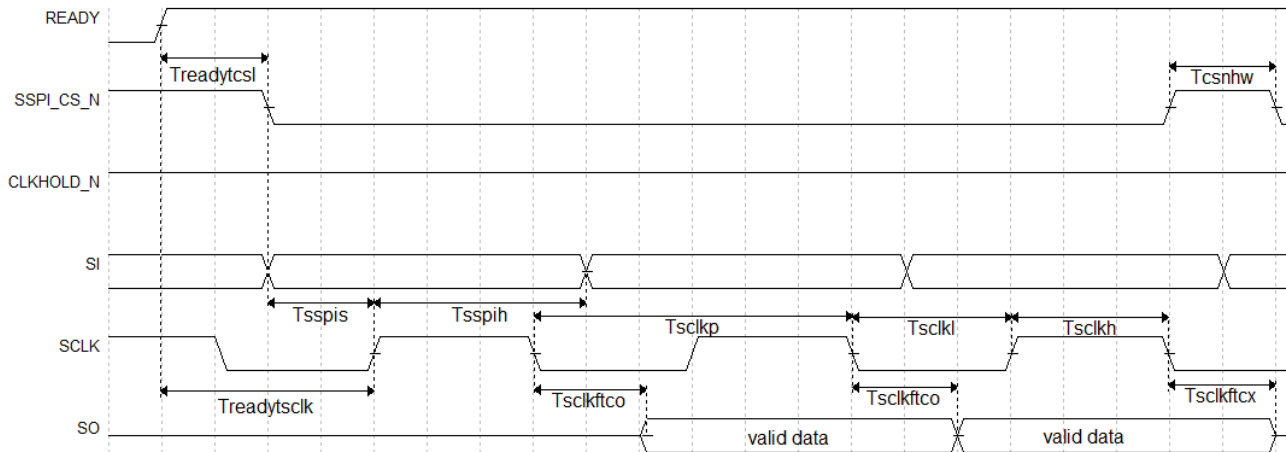 READY
Treadytcsl
Tcsnhw
SSPI_CS_N
CLKHOLD_N
SI
Tsspis
Tsspih
Tsclkp
Tsclkl
Tsclkh
SCLK
Treadytsclk
Tsclkftco
Tsclkftco
Tsclkftcx
SO
valid data
valid data